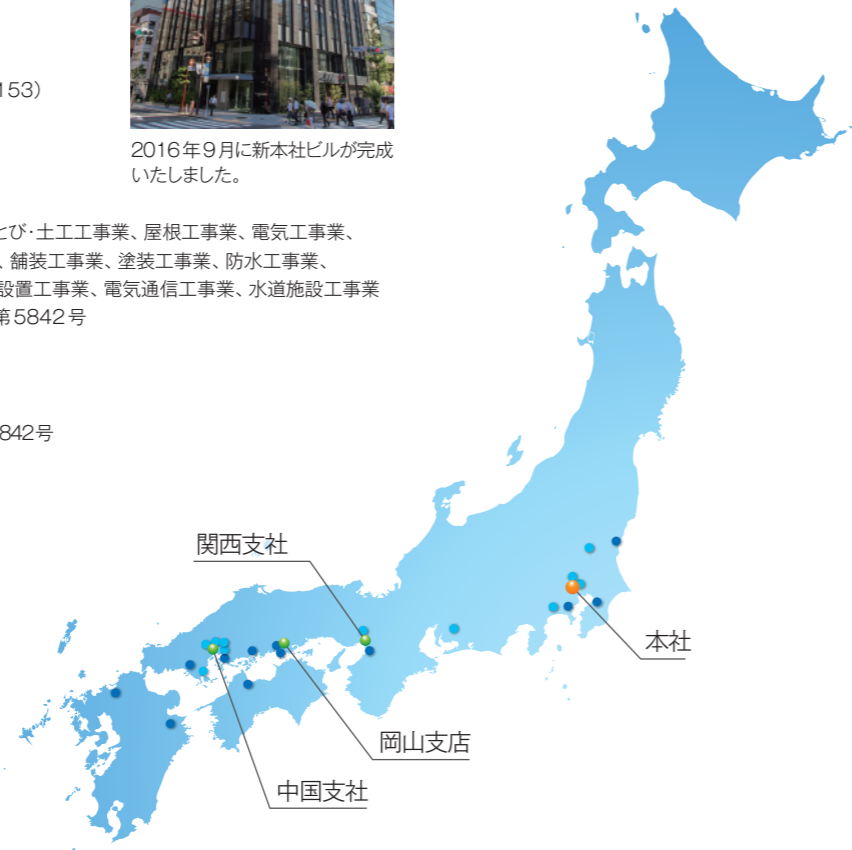 153）
2016年9月に新本社ビルが完成
いたしました。
とび・土工工事業、屋根工事業、電気工事業、
、舗装工事業、塗装工事業、防水工事業、
設置工事業、電気通信工事業、水道施設工事業
第5842号
842号
関西支社
本社
岡山支店
中国支社